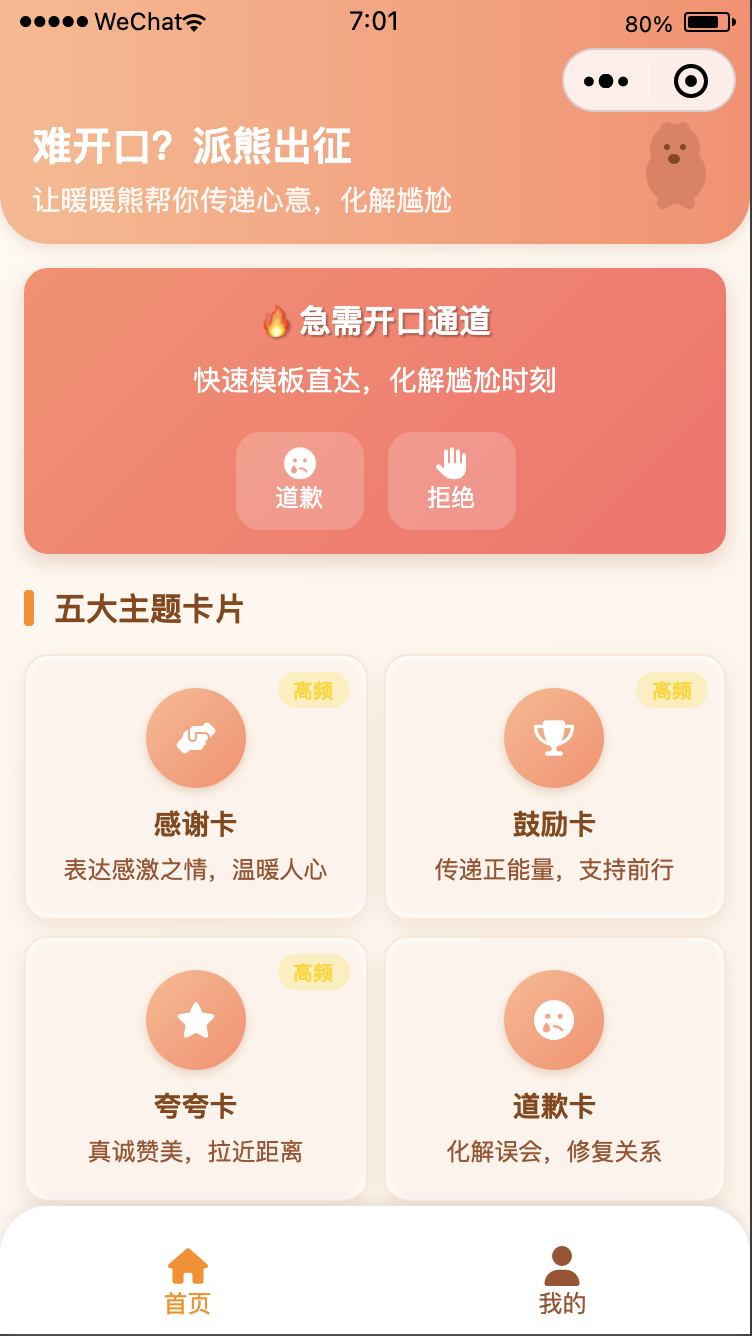 WeChat 7:01 80%
难开口？派熊出征
让暖暖熊帮你传递心意，化解尴尬
急需开口通道
快速模板直达，化解尴尬时刻
道歉 拒绝
五大主题卡片
高频
感谢卡
表达感激之情，温暖人心
高频
鼓励卡
传递正能量，支持前行
高频
夸夸卡
真诚赞美，拉近距离
道歉卡
化解误会，修复关系
首页 我的